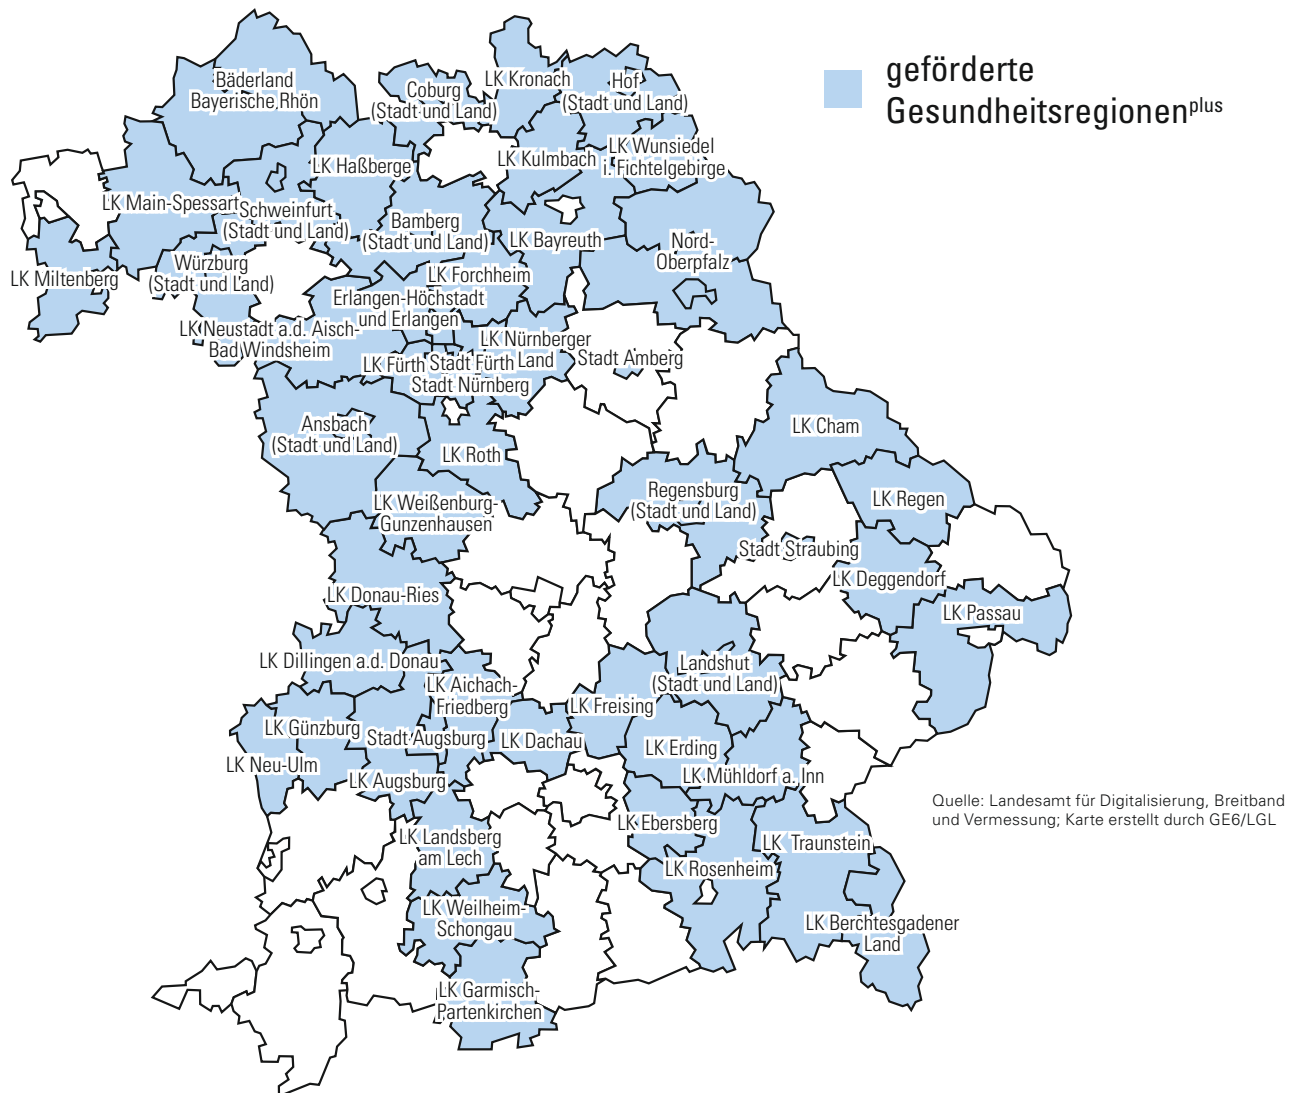 geförderte
Gesundheitsregionenplus
Bäderland
Bayerische Rhön
Coburg
(Stadt und Land)
LK Kronach
Hof
(Stadt und Land)
LK Haßberge
LK Kulmbach
LK Wunsiedel
i. Fichtelgebirge
LK Main-Spessart
Schweinfurt
(Stadt und Land)
Bamberg
(Stadt und Land)
LK Bayreuth
Nord-
Oberpfalz
LK Miltenberg
Würzburg
(Stadt und Land)
LK Forchheim
Erlangen-Höchstadt
und Erlangen
LK Neustadt a.d. Aisch-
Bad Windsheim
LK Nürnberger
Land
LK Fürth
Stadt Fürth
Stadt Nürnberg
Stadt Amberg
Ansbach
(Stadt und Land)
LK Roth
LK Cham
LK Weißenburg-
Gunzenhausen
Regensburg
(Stadt und Land)
LK Regen
Stadt Straubing
LK Deggendorf
LK Donau-Ries
LK Passau
LK Dillingen a.d. Donau
LK Aichach-
Friedberg
Landshut
(Stadt und Land)
LK Freising
LK Günzburg
Stadt Augsburg
LK Dachau
LK Erding
LK Neu-Ulm
LK Augsburg
LK Mühldorf a. Inn
Quelle: Landesamt für Digitalisierung, Breitband
und Vermessung; Karte erstellt durch GE6/LGL
LK Landsberg
am Lech
LK Ebersberg
LK Traunstein
LK Rosenheim
LK Weilheim-
Schongau
LK Berchtesgadener
Land
LK Garmisch-
Partenkirchen